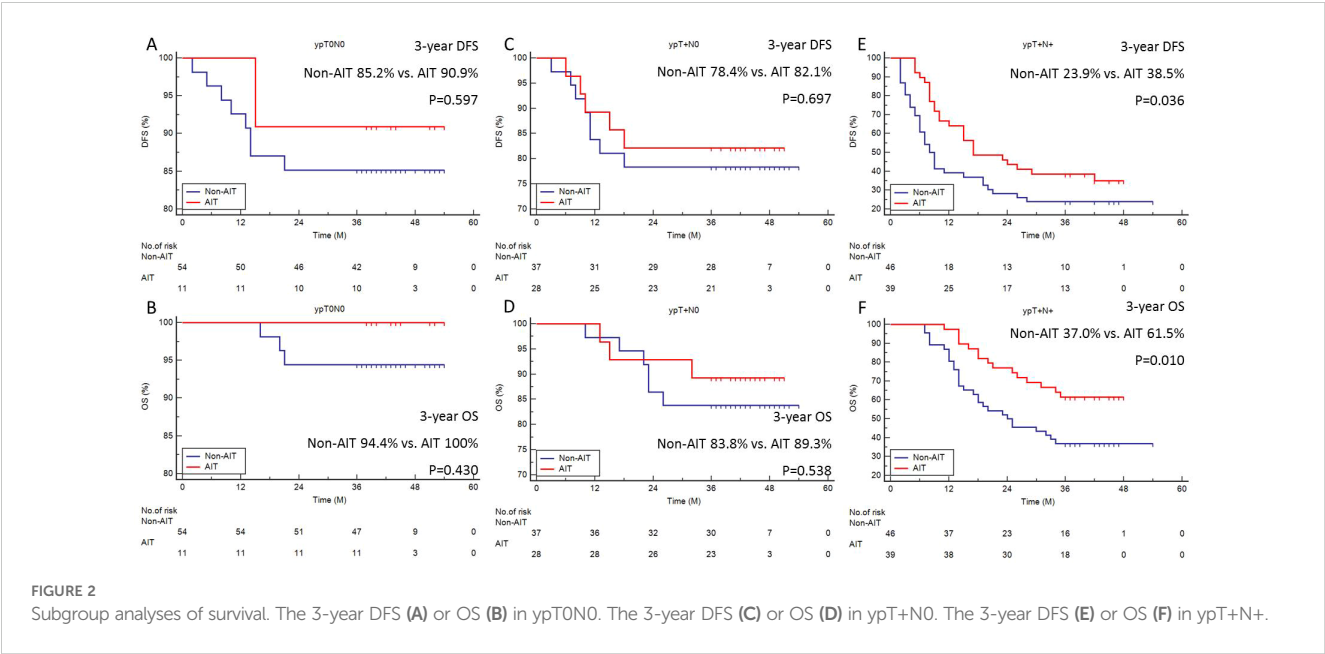 A
ypT0N0
3-year DFS
Non-AIT 85.2% vs. AIT 90.9%
P=0.597
DFS (%)
100
95
90
85
80
Non-AIT
AIT
0 12 24 36 48 60
Time (M)
No.of risk
Non-AIT
54 50 46 42 9 0
AIT
11 11 10 10 3 0
B
ypT0N0
OS (%)
100
95
90
85
80
3-year OS
Non-AIT 94.4% vs. AIT 100%
P=0.430
Non-AIT
AIT
0 12 24 36 48 60
Time (M)
No.of risk
Non-AIT
54 54 51 47 9 0
AIT
11 11 11 11 3 0
C
ypT+N0
3-year DFS
Non-AIT 78.4% vs. AIT 82.1%
P=0.697
DFS (%)
100
95
90
85
80
75
70
Non-AIT
AIT
0 12 24 36 48 60
Time (M)
No.of risk
Non-AIT
37 31 29 28 7 0
AIT
28 25 23 21 3 0
D
ypT+N0
OS (%)
100
95
90
85
80
75
70
3-year OS
Non-AIT 83.8% vs. AIT 89.3%
P=0.538
Non-AIT
AIT
0 12 24 36 48 60
Time (M)
No.of risk
Non-AIT
37 36 32 30 7 0
AIT
28 28 26 23 3 0
E
ypT+N+
3-year DFS
Non-AIT 23.9% vs. AIT 38.5%
P=0.036
DFS (%)
100
90
80
70
60
50
40
30
20
Non-AIT
AIT
0 12 24 36 48 60
Time (M)
No.of risk
Non-AIT
46 18 13 10 1 0
AIT
39 25 17 13 0 0
F
ypT+N+
3-year OS
Non-AIT 37.0% vs. AIT 61.5%
P=0.010
OS (%)
100
90
80
70
60
50
40
30
20
Non-AIT
AIT
0 12 24 36 48 60
Time (M)
No.of risk
Non-AIT
46 37 23 16 1 0
AIT
39 38 30 18 0 0
FIGURE 2
Subgroup analyses of survival. The 3-year DFS (A) or OS (B) in ypT0N0. The 3-year DFS (C) or OS (D) in ypT+N0. The 3-year DFS (E) or OS (F) in ypT+N+.